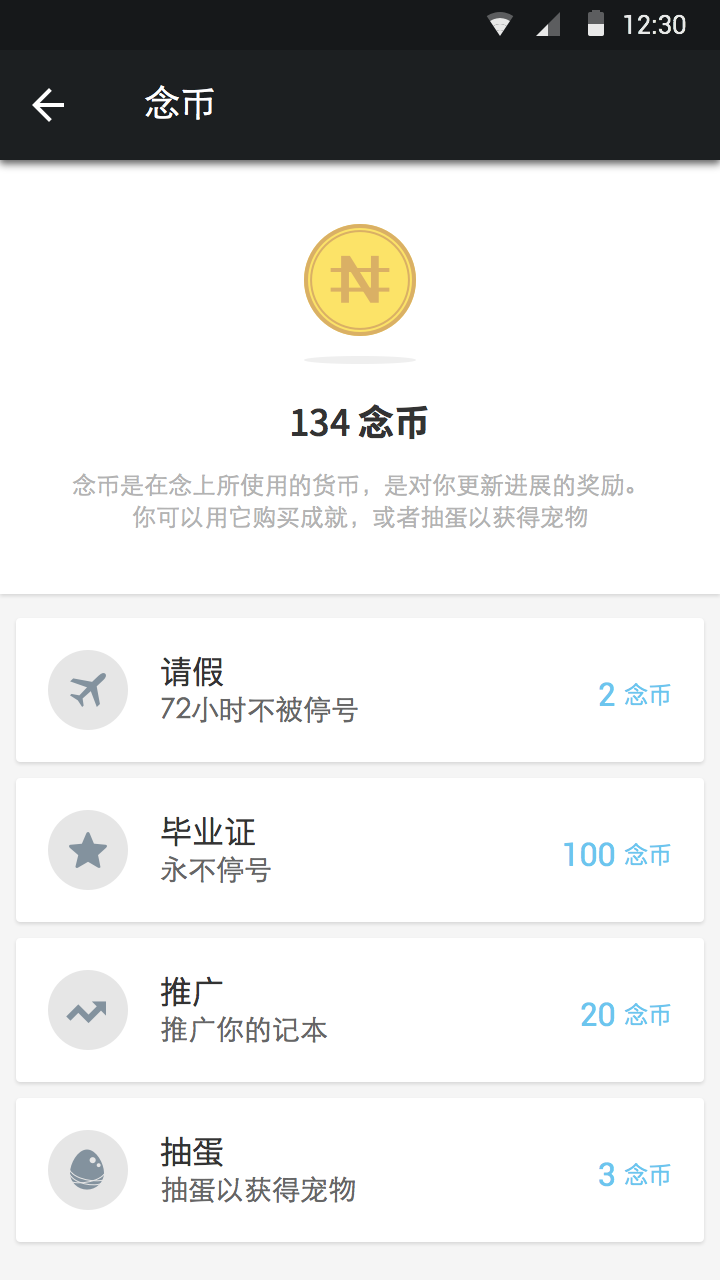 12:30
念币
134 念币
念币是在念上所使用的货币，是对你更新进展的奖励。
你可以用它购买成就，或者抽蛋以获得宠物
请假
72小时不被停号
2 念币
毕业证
永不停号
100 念币
推广
推广你的记本
20 念币
抽蛋
抽蛋以获得宠物
3 念币